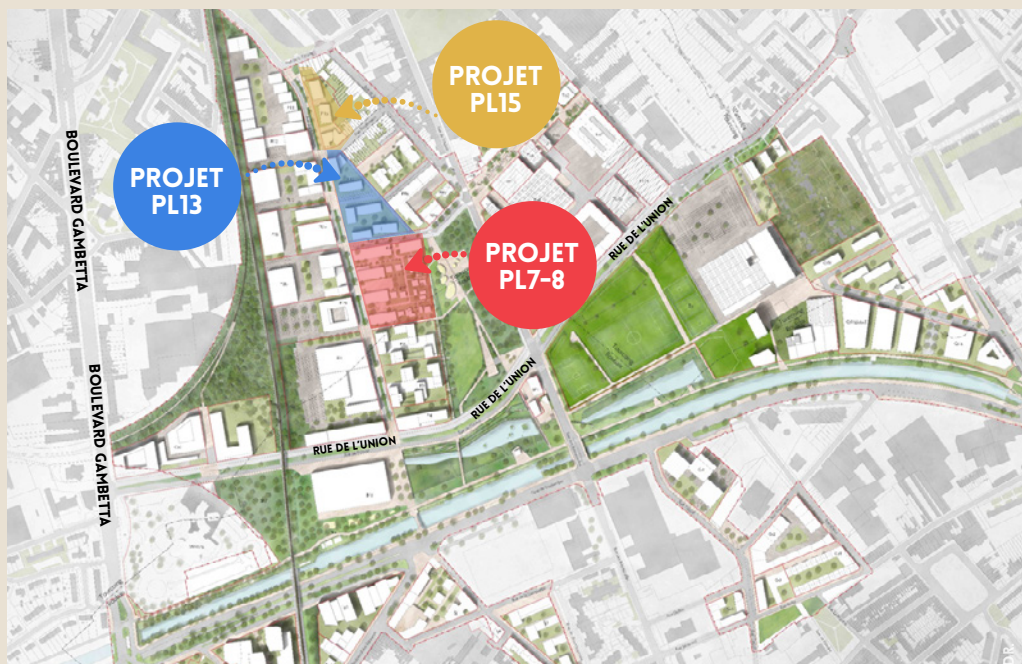 PROJET
PL15
PROJET
PL13
PROJET
PL7-8
BOULEVARD GAMBETTA
BOULEVARD GAMBETTA
RUE DE L'UNION
RUE DE L'UNION
RUE DE L'UNION